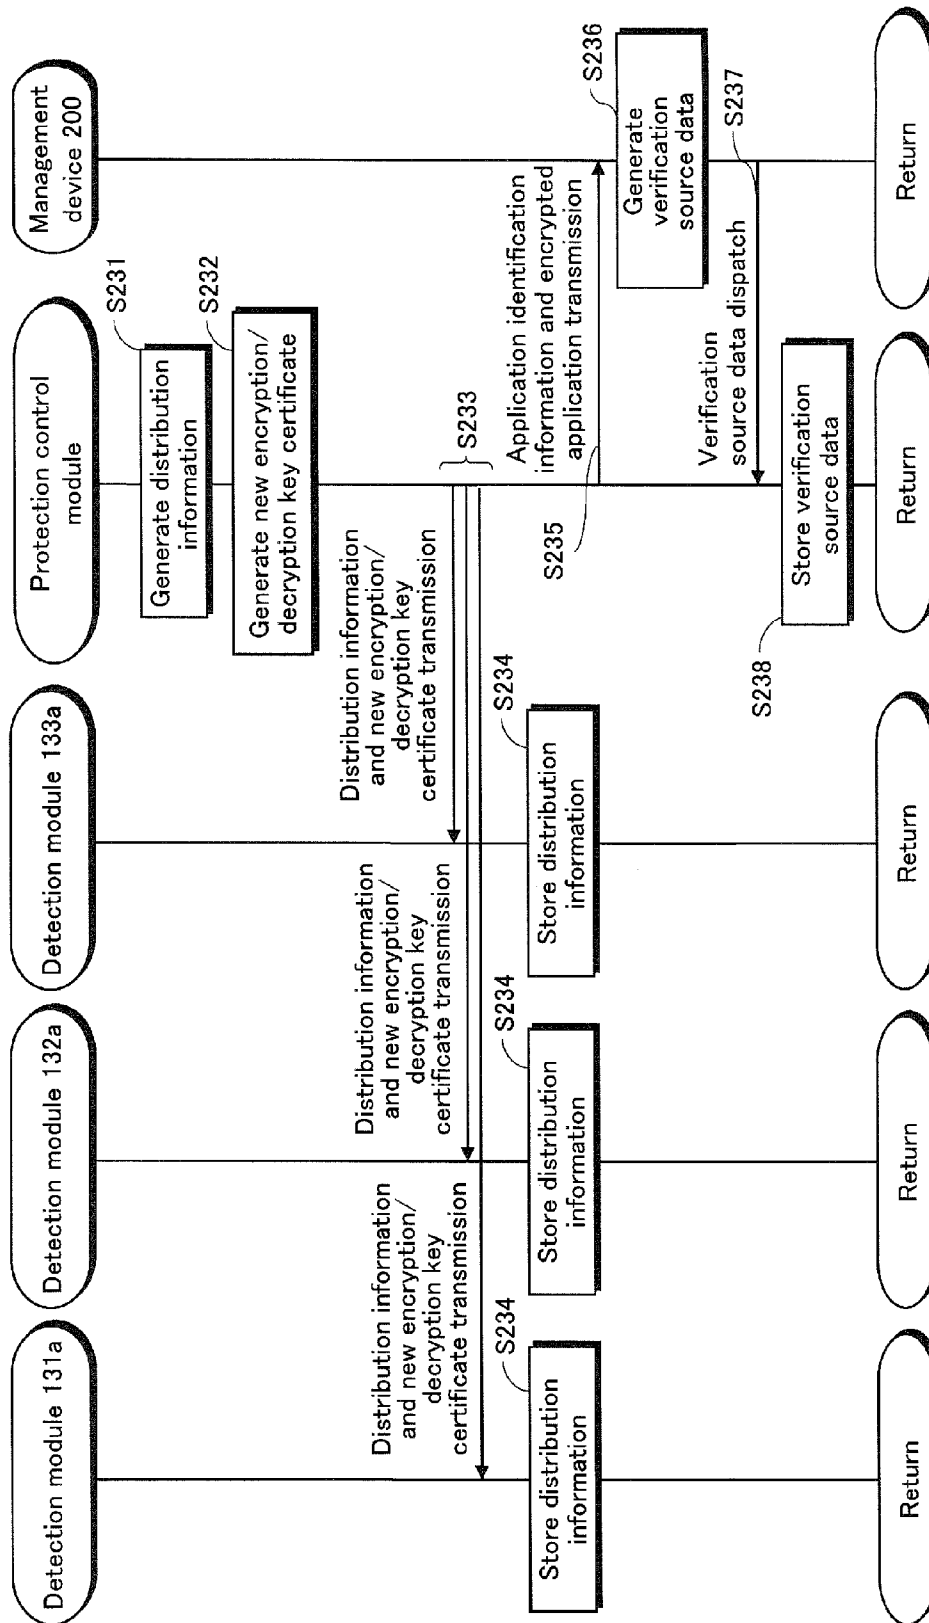 Detection module 131a
Detection module 132a
Detection module 133a
Protection control
module
Management
device 200
S231
Generate distribution
information
S232
Generate new encryption/
decryption key certificate
S233
Distribution information
and new encryption/
decryption key
certificate transmission
Distribution information
and new encryption/
decryption key
certificate transmission
Distribution information
and new encryption/
decryption key
certificate transmission
S234
Store distribution
information
S234
Store distribution
information
S234
Store distribution
information
S235
Application identification
information and encrypted
application transmission
S236
Generate
verification
source data
S237
Verification
source data dispatch
S238
Store verification
source data
Return
Return
Return
Return
Return